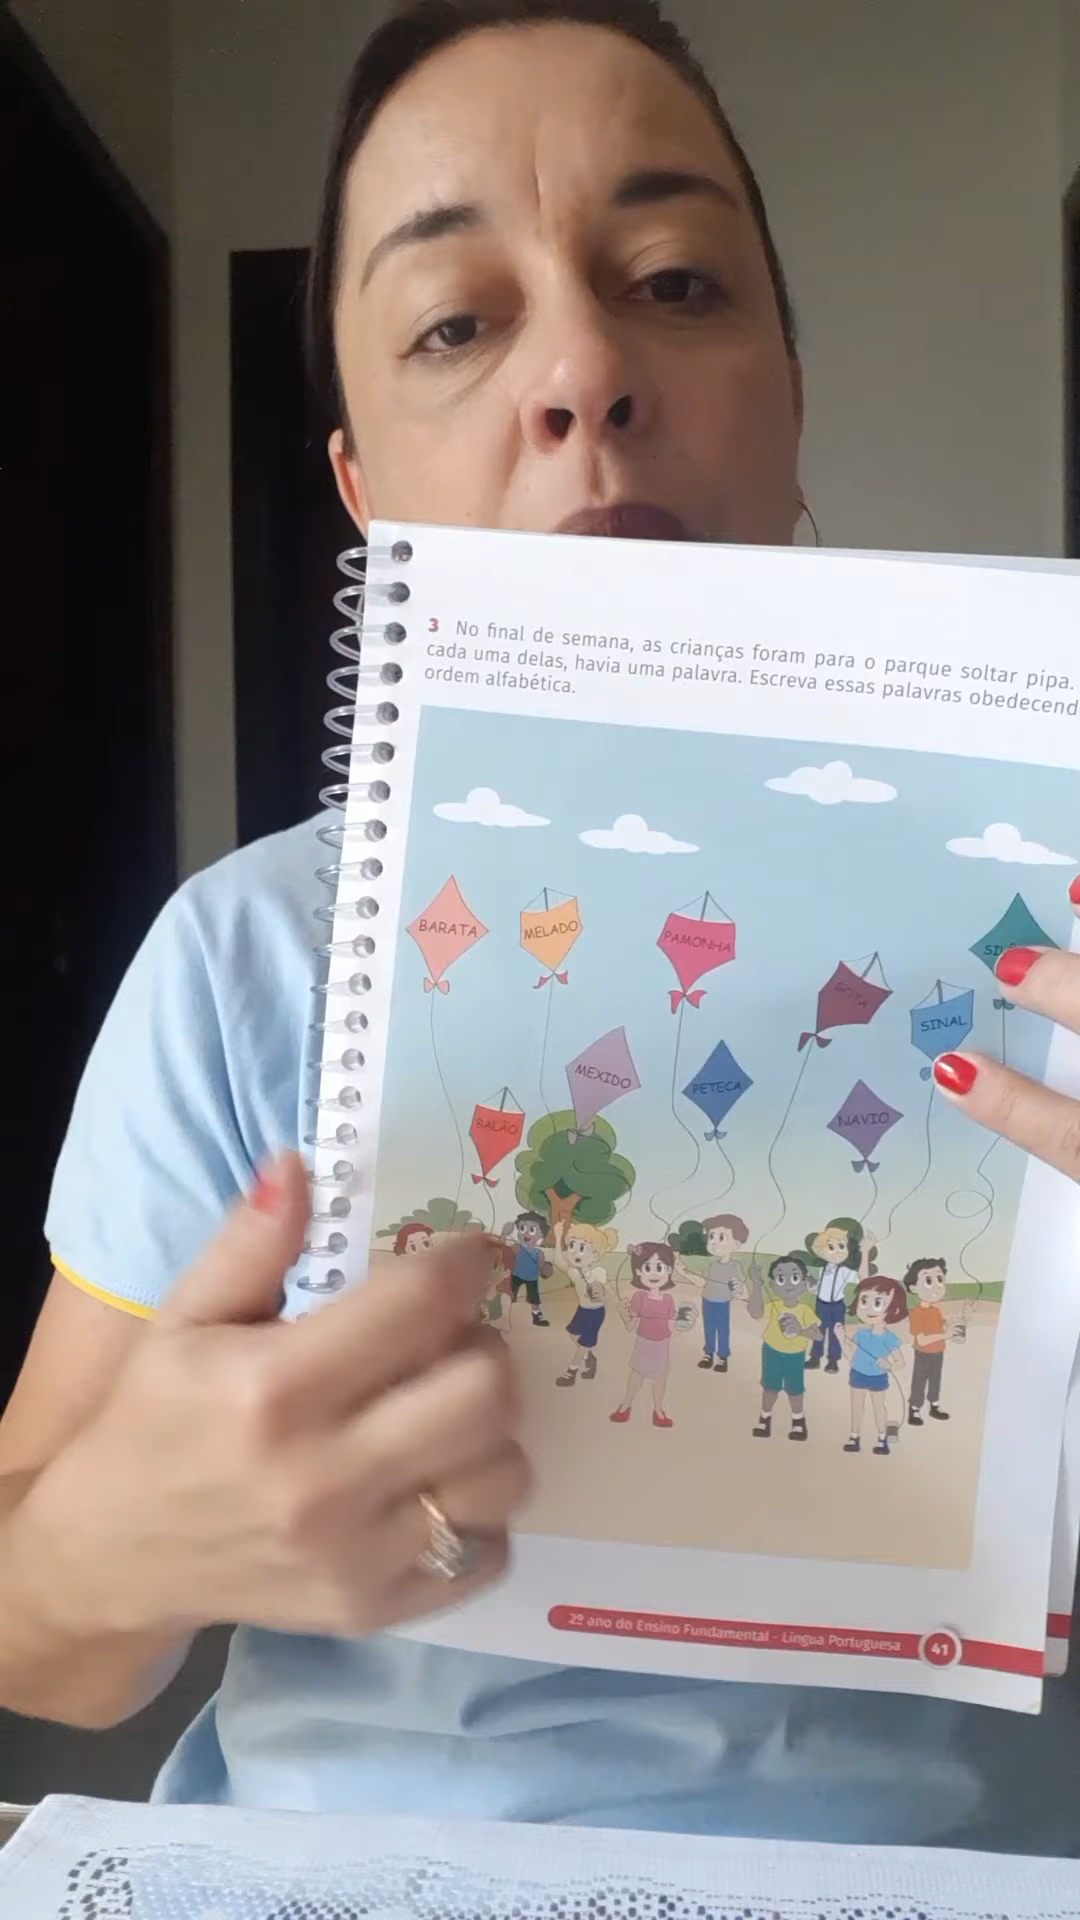 3 No final de semana, as crianças foram para o parque soltar pipa.
cada uma delas, havia uma palavra. Escreva essas palavras obedecend
ordem alfabética.
BARATA
MELADO
PAMONHA
SINAL
MEXIDO
PETECA
BALÃO
NAVIO
2º ano do Ensino Fundamental - Língua Portuguesa 41